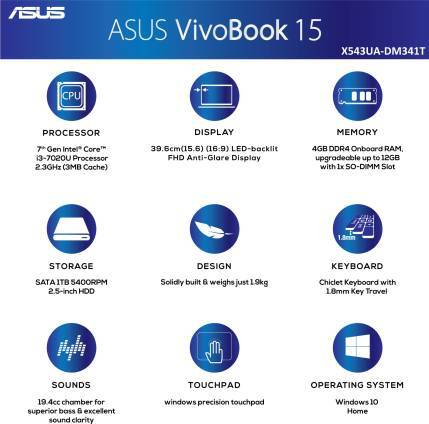 ASUS
ASUS VivoBook 15
X543UA-DM341T
CPU
PROCESSOR
7th Gen Intel® Core™
i3-7020U Processor
2.3GHz (3MB Cache)
DISPLAY
39.6cm(15.6) (16:9) LED-backlit
FHD Anti-Glare Display
MEMORY
4GB DDR4 Onboard RAM,
upgradeable up to 12GB
with 1x SO-DIMM Slot
STORAGE
SATA 1TB 5400RPM
2.5-inch HDD
DESIGN
Solidly built & weighs just 1.9kg
1.8mm
KEYBOARD
Chiclet Keyboard with
1.8mm Key Travel
SOUNDS
19.4cc chamber for
superior bass & excellent
sound clarity
TOUCHPAD
windows precision touchpad
OPERATING SYSTEM
Windows 10
Home